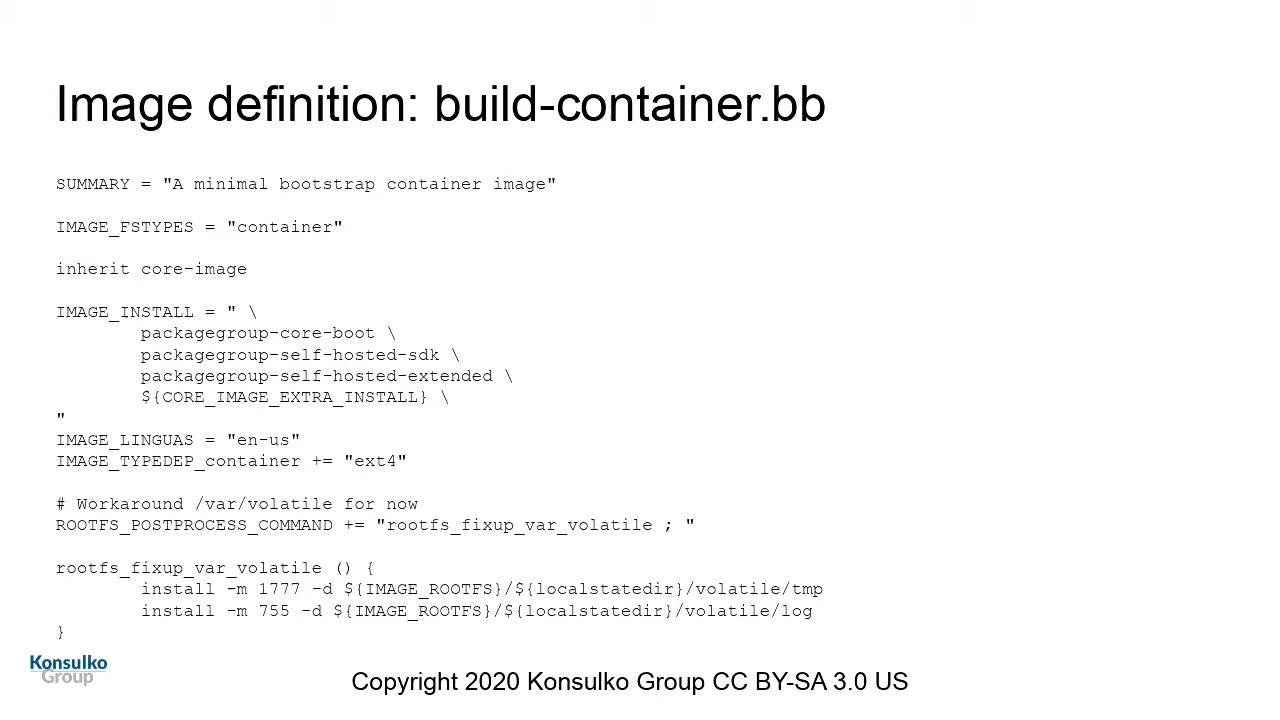 Image definition: build-container.bb
SUMMARY = "A minimal bootstrap container image"
IMAGE_FSTYPES = "container"
inherit core-image
IMAGE_INSTALL = " \
        packagegroup-core-boot \
        packagegroup-self-hosted-sdk \
        packagegroup-self-hosted-extended \
        ${CORE_IMAGE_EXTRA_INSTALL} \
"
IMAGE_LINGUAS = "en-us"
IMAGE_TYPEDEP_container += "ext4"
# Workaround /var/volatile for now
ROOTFS_POSTPROCESS_COMMAND += "rootfs_fixup_var_volatile ; "
rootfs_fixup_var_volatile () {
        install -m 1777 -d ${IMAGE_ROOTFS}/${localstatedir}/volatile/tmp
        install -m 755 -d ${IMAGE_ROOTFS}/${localstatedir}/volatile/log
}
Konsulko
Group
Copyright 2020 Konsulko Group CC BY-SA 3.0 US